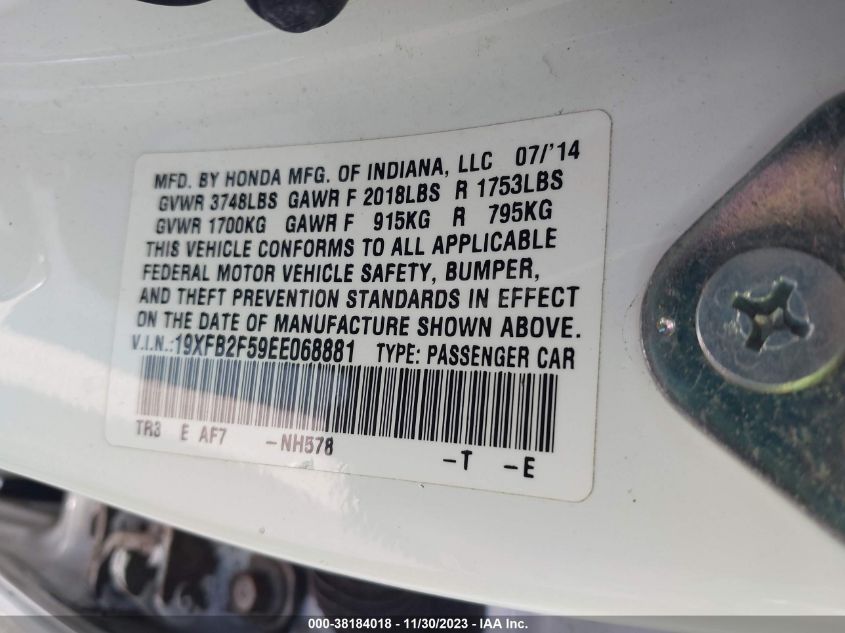 MFD. BY HONDA MFG. OF INDIANA, LLC 07/'14
GVWR 3748LBS GAWR F 2018LBS R 1753LBS
GVWR 1700KG GAWR F 915KG R 795KG
THIS VEHICLE CONFORMS TO ALL APPLICABLE
FEDERAL MOTOR VEHICLE SAFETY, BUMPER,
AND THEFT PREVENTION STANDARDS IN EFFECT
ON THE DATE OF MANUFACTURE SHOWN ABOVE.
V.I.N.:19XFB2F59EE068881 TYPE: PASSENGER CAR
TR3 E AF7 -NH578 -T -E
000-38184018 - 11/30/2023 - IAA Inc.